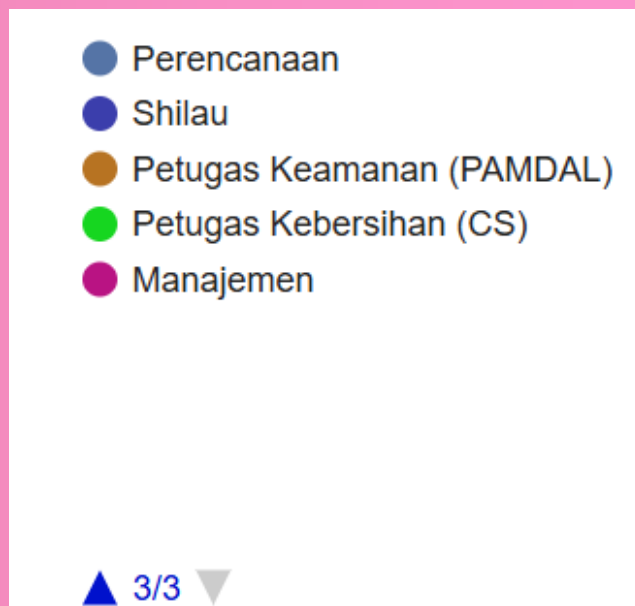 Perencanaan
Shilau
Petugas Keamanan (PAMDAL)
Petugas Kebersihan (CS)
Manajemen
3/3